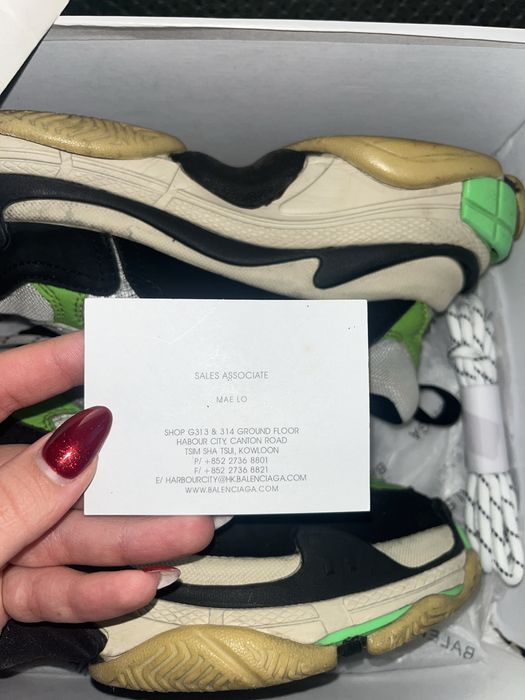 SALES ASSOCIATE
MAE LO
SHOP G313 & 314 GROUND FLOOR
HABOUR CITY, CANTON ROAD
TSIM SHA TSUI, KOWLOON
P/ +852 2736 8801
F/ +852 2736 8821
E/ HARBOURCITY@HK.BALENCIAGA.COM
WWW.BALENCIAGA.COM